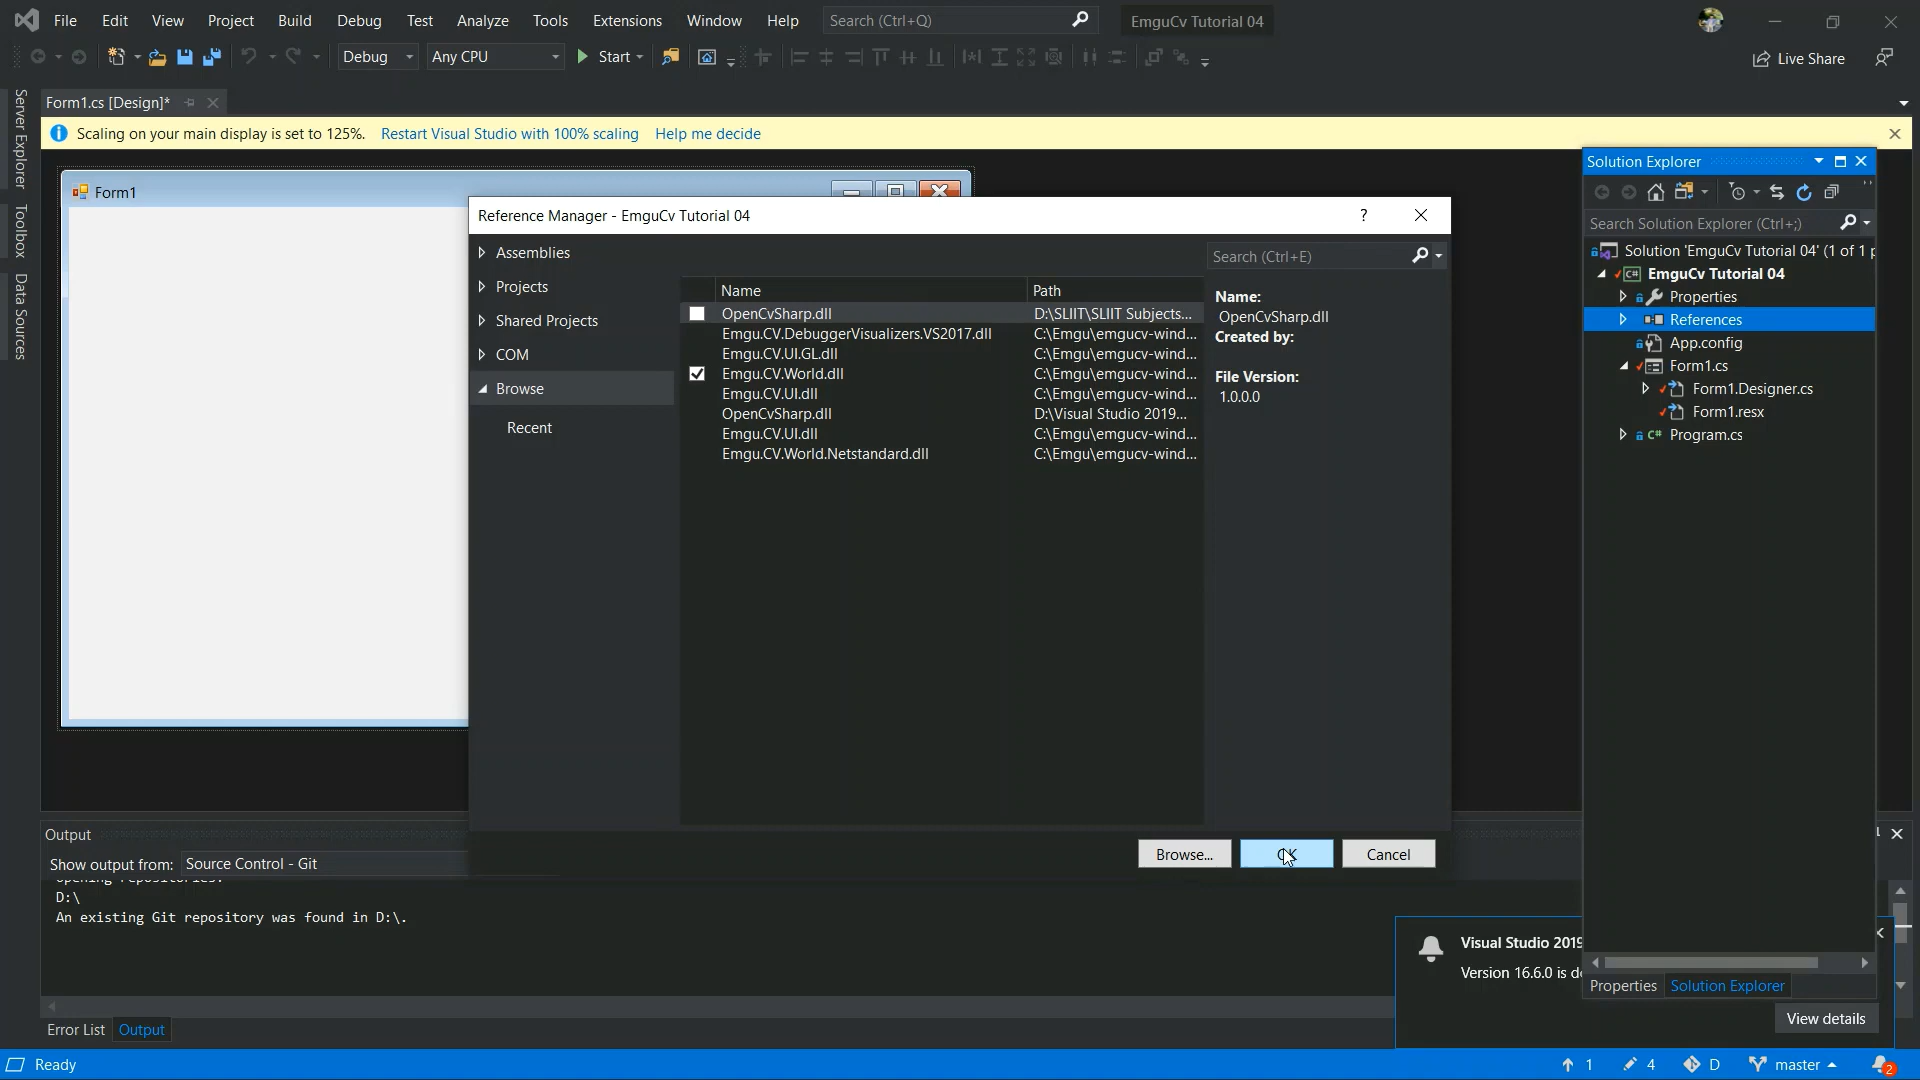 File Edit View Project Build Debug Test Analyze Tools Extensions Window Help Search (Ctrl+Q) EmguCv Tutorial 04
Debug Any CPU Start Live Share
Server Explorer
Toolbox
Data Sources
Form1.cs [Design]*
Scaling on your main display is set to 125%. Restart Visual Studio with 100% scaling Help me decide
Form1
Reference Manager - EmguCv Tutorial 04 ?
Assemblies
Projects
Shared Projects
COM
Browse
Recent
Name Path
OpenCvSharp.dll D:\SLIIT\SLIIT Subjects...
Emgu.CV.DebuggerVisualizers.VS2017.dll C:\Emgu\emgucv-wind...
Emgu.CV.UI.GL.dll C:\Emgu\emgucv-wind...
Emgu.CV.World.dll C:\Emgu\emgucv-wind...
Emgu.CV.UI.dll C:\Emgu\emgucv-wind...
OpenCvSharp.dll D:\Visual Studio 2019...
Emgu.CV.UI.dll C:\Emgu\emgucv-wind...
Emgu.CV.World.Netstandard.dll C:\Emgu\emgucv-wind...
Search (Ctrl+E)
Name:
OpenCvSharp.dll
Created by:
File Version:
1.0.0.0
Browse... OK Cancel
Solution Explorer
Search Solution Explorer (Ctrl+;)
Solution 'EmguCv Tutorial 04' (1 of 1 p
C# EmguCv Tutorial 04
Properties
References
App.config
Form1.cs
Form1.Designer.cs
Form1.resx
C# Program.cs
Properties Solution Explorer
Output
Show output from: Source Control - Git
opening repositories:
D:\
An existing Git repository was found in D:\.
Error List Output
Visual Studio 2019
Version 16.6.0 is
View details
Ready 1 4 D master 2